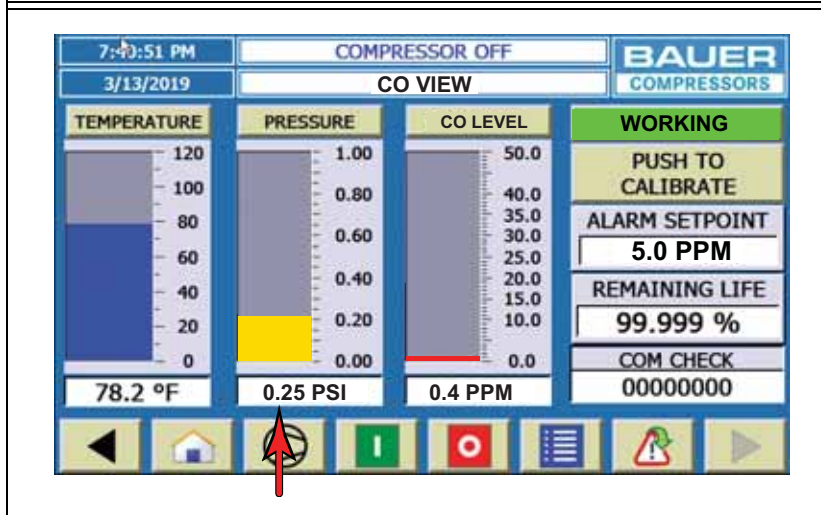 7:40:51 PM
COMPRESSOR OFF
BAUER
COMPRESSORS
3/13/2019
CO VIEW
TEMPERATURE
PRESSURE
CO LEVEL
WORKING
120
100
80
60
40
20
0
1.00
0.80
0.60
0.40
0.20
0.00
50.0
40.0
35.0
30.0
25.0
20.0
15.0
10.0
0.0
PUSH TO
CALIBRATE
ALARM SETPOINT
5.0 PPM
REMAINING LIFE
99.999 %
COM CHECK
00000000
78.2 ºF
0.25 PSI
0.4 PPM
I
O